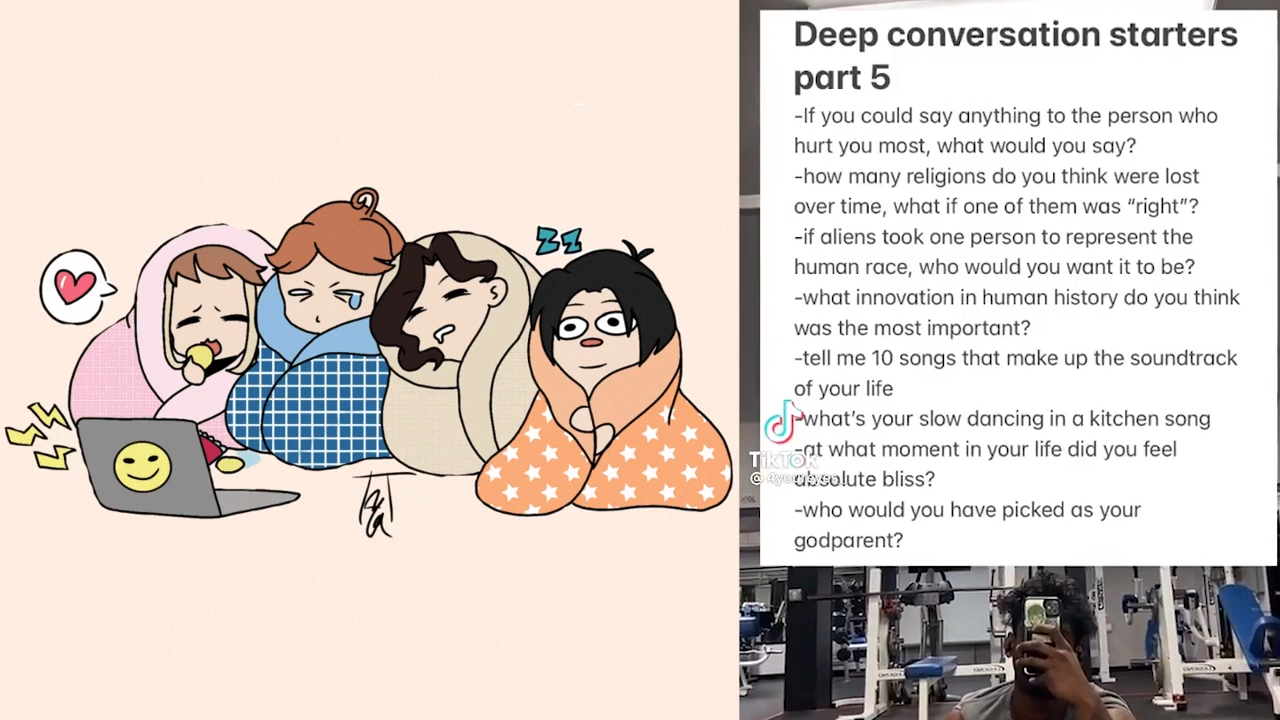 zz
Deep conversation starters
part 5
-If you could say anything to the person who
hurt you most, what would you say?
-how many religions do you think were lost
over time, what if one of them was “right”?
-if aliens took one person to represent the
human race, who would you want it to be?
-what innovation in human history do you think
was the most important?
-tell me 10 songs that make up the soundtrack
of your life
-what’s your slow dancing in a kitchen song
-at what moment in your life did you feel
absolute bliss?
-who would you have picked as your
godparent?
TikTok